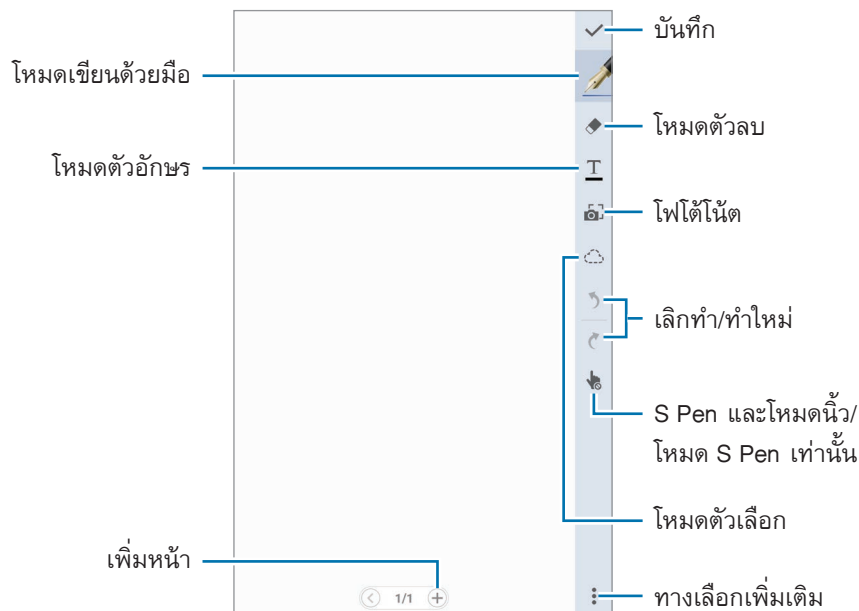 บันทึก
โหมดเขียนด้วยมือ
โหมดตัวลบ
โหมดตัวอักษร
T
โฟโต้โน้ต
เลิกทำ/ทำใหม่
S Pen และโหมดนิ้ว/
โหมด S Pen เท่านั้น
โหมดตัวเลือก
เพิ่มหน้า
1/1
ทางเลือกเพิ่มเติม